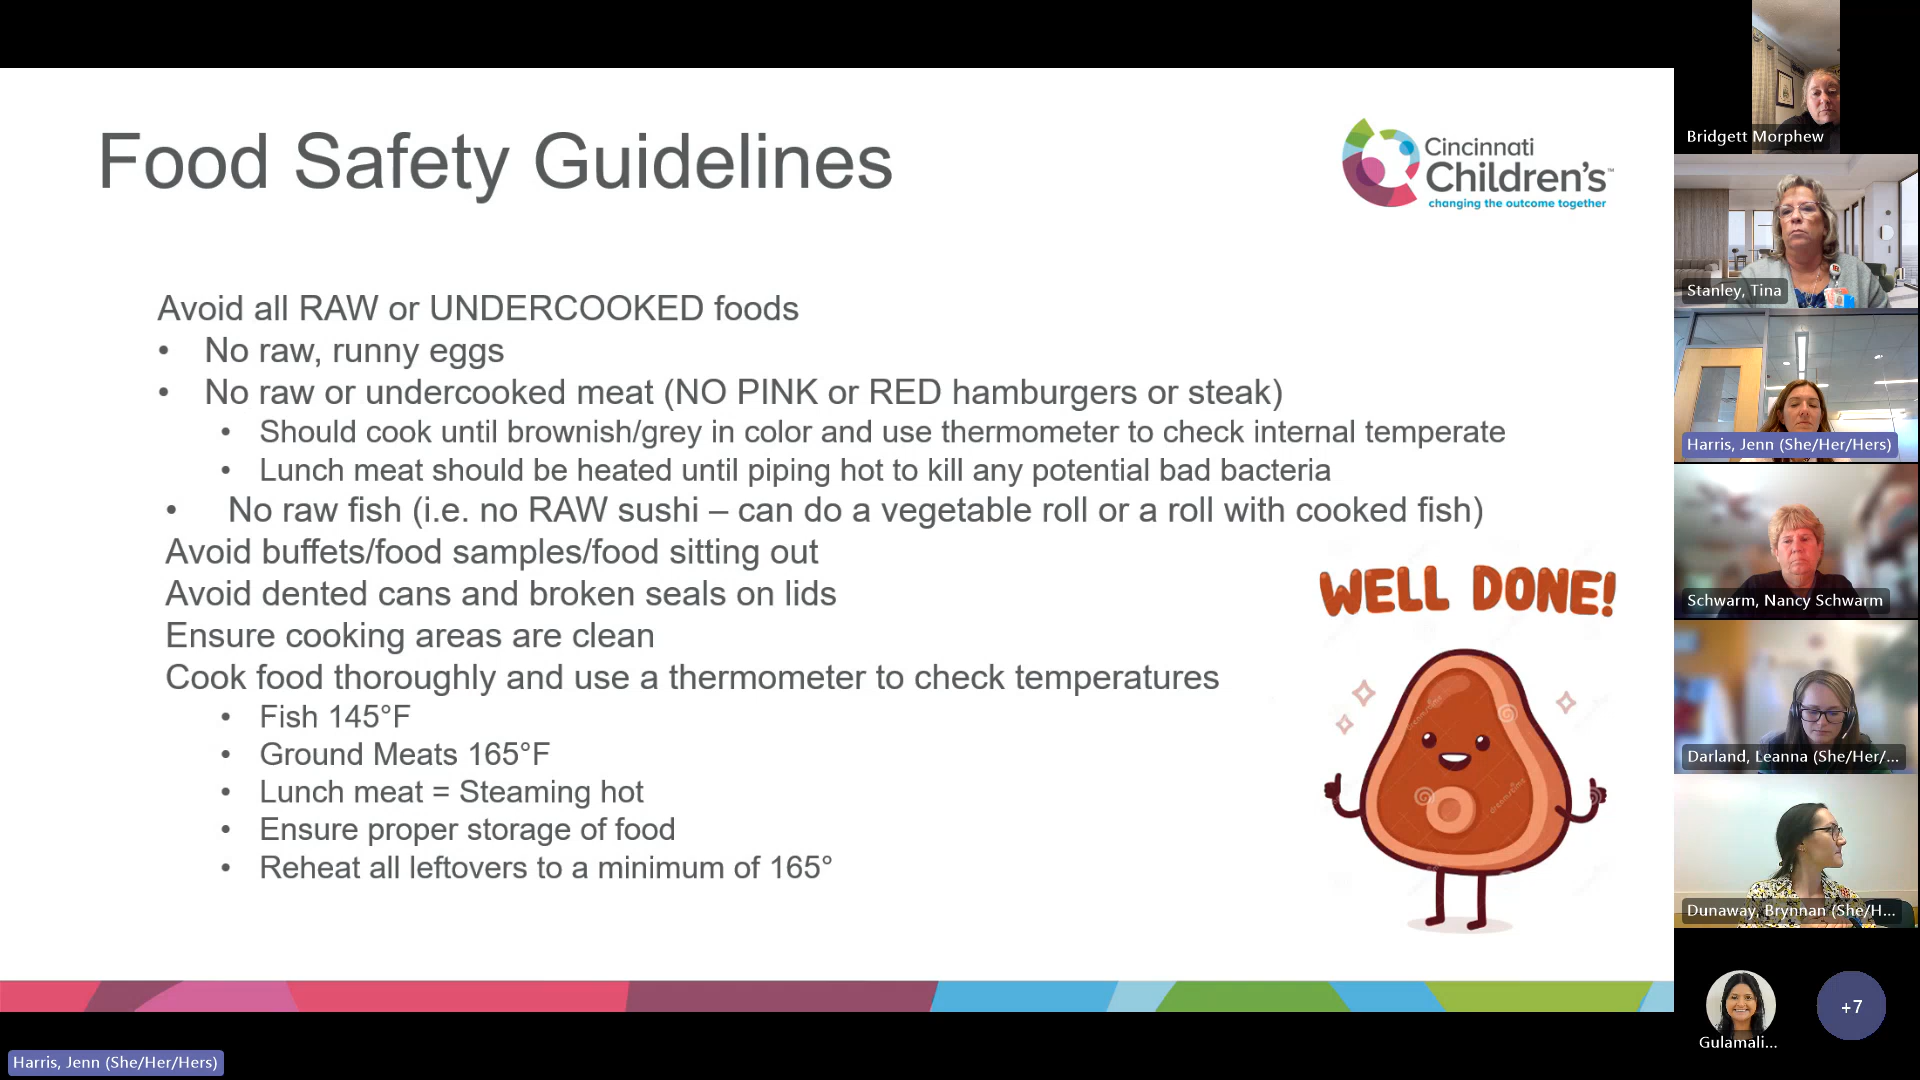 Food Safety Guidelines
Cincinnati
Children's™
changing the outcome together
Avoid all RAW or UNDERCOOKED foods
• No raw, runny eggs
• No raw or undercooked meat (NO PINK or RED hamburgers or steak)
• Should cook until brownish/grey in color and use thermometer to check internal temperate
• Lunch meat should be heated until piping hot to kill any potential bad bacteria
• No raw fish (i.e. no RAW sushi – can do a vegetable roll or a roll with cooked fish)
Avoid buffets/food samples/food sitting out
Avoid dented cans and broken seals on lids
Ensure cooking areas are clean
Cook food thoroughly and use a thermometer to check temperatures
• Fish 145°F
• Ground Meats 165°F
• Lunch meat = Steaming hot
• Ensure proper storage of food
• Reheat all leftovers to a minimum of 165°
WELL DONE!
dreamstime
dreamstime
Bridgett Morphew
Stanley, Tina
Harris, Jenn (She/Her/Hers)
Schwarm, Nancy Schwarm
Darland, Leanna (She/Her/...
Dunaway, Brynnan (She/H...
Gulamali...
+7
Harris, Jenn (She/Her/Hers)